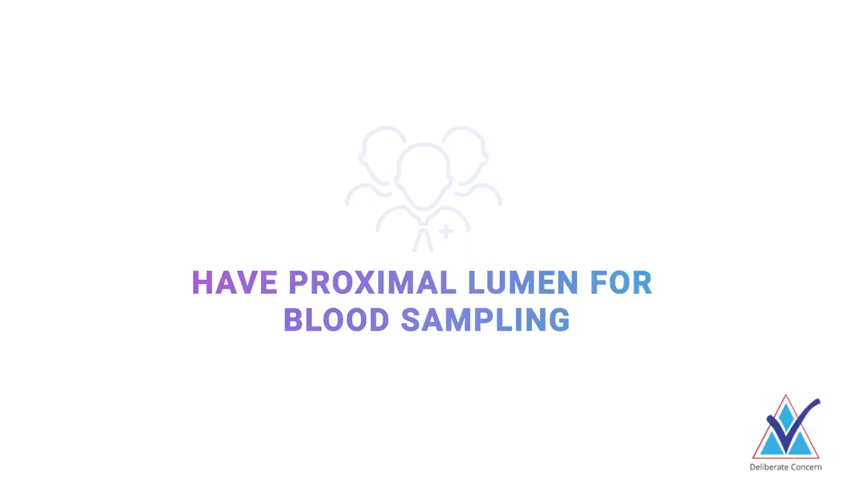 HAVE PROXIMAL LUMEN FOR
BLOOD SAMPLING
Deliberate Concern